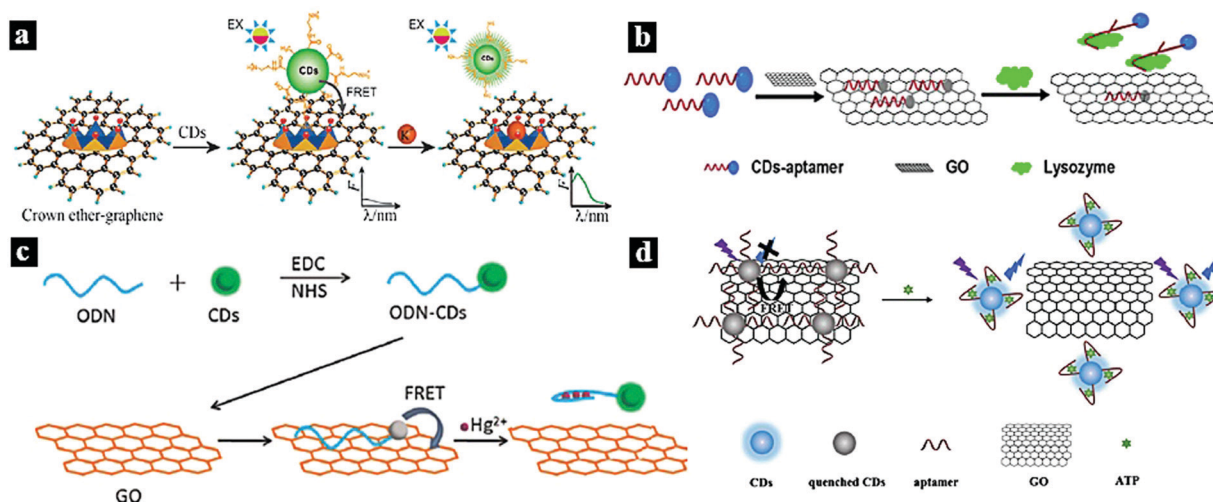 a
EX
CDs
FRET
CDs
K
F
λ/nm
Crown ether-graphene
EX
CDs
F
λ/nm
b
CDs-aptamer
GO
Lysozyme
c
ODN
+
CDs
EDC
NHS
ODN-CDs
GO
FRET
Hg2+
d
FRET
CDs
quenched CDs
aptamer
GO
ATP